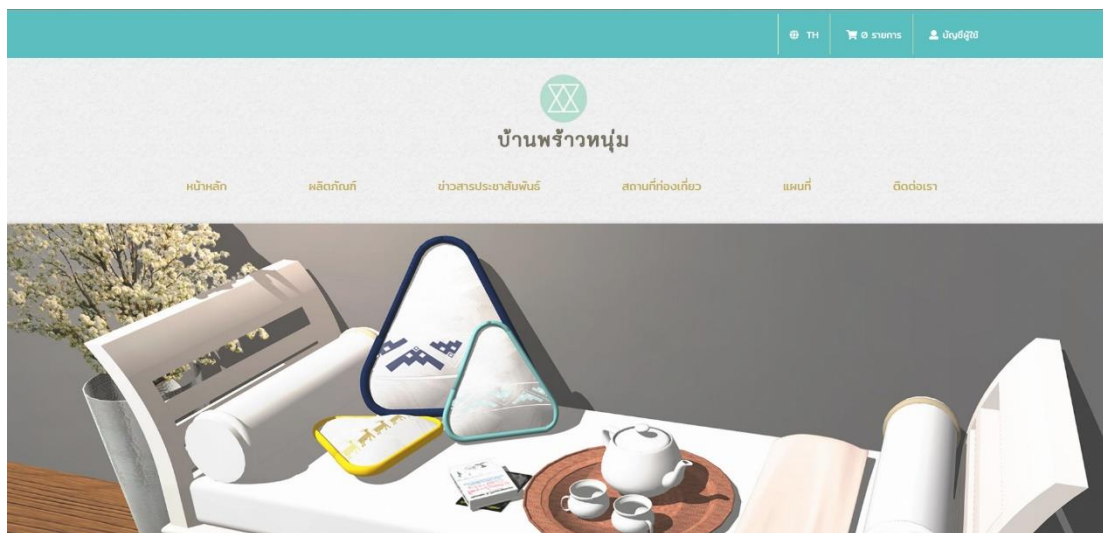 TH 0 รายการ บัญชีผู้ใช้
บ้านพร้าวหนุ่ม
หน้าหลัก ผลิตภัณฑ์ ข่าวสารประชาสัมพันธ์ สถานที่ท่องเที่ยว แผนที่ ติดต่อเรา